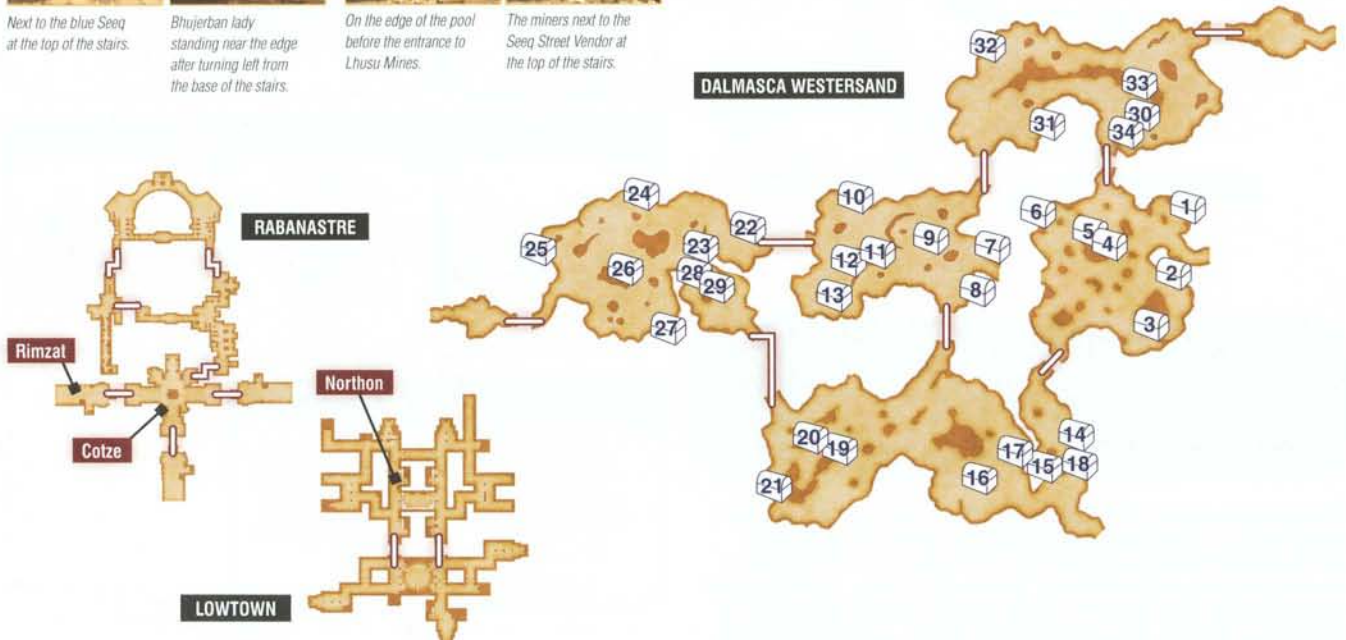 Next to the blue Seeq
at the top of the stairs.
Bhujerban lady
standing near the edge
after turning left from
the base of the stairs.
On the edge of the pool
before the entrance to
Lhusu Mines.
The miners next to the
Seeq Street Vendor at
the top of the stairs.
DALMASCA WESTERSAND
32
33
30
31
34
24
10
6
1
22
5
4
25
23
9
7
12
11
2
26
28
29
13
8
27
3
20
19
17
14
15
18
21
16
RABANASTRE
Rimzat
Cotze
Northon
LOWTOWN